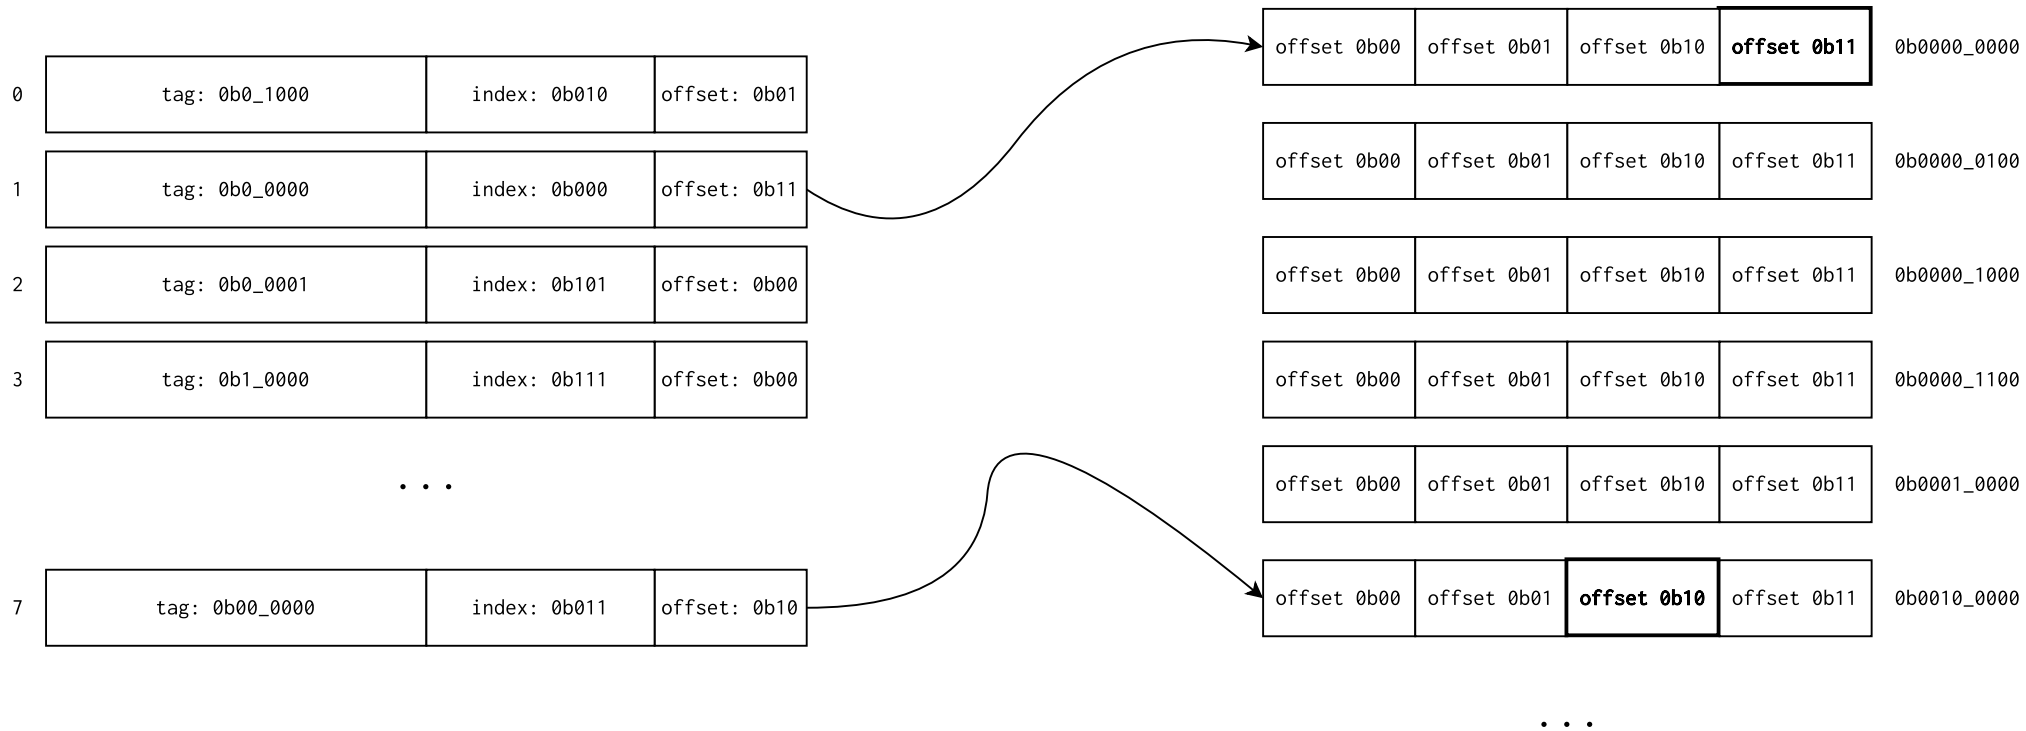 0 tag: 0b0_1000 index: 0b010 offset: 0b01
1 tag: 0b0_0000 index: 0b000 offset: 0b11
2 tag: 0b0_0001 index: 0b101 offset: 0b00
3 tag: 0b1_0000 index: 0b111 offset: 0b00
...
7 tag: 0b00_0000 index: 0b011 offset: 0b10
offset 0b00 offset 0b01 offset 0b10 offset 0b11 0b0000_0000
offset 0b00 offset 0b01 offset 0b10 offset 0b11 0b0000_0100
offset 0b00 offset 0b01 offset 0b10 offset 0b11 0b0000_1000
offset 0b00 offset 0b01 offset 0b10 offset 0b11 0b0000_1100
offset 0b00 offset 0b01 offset 0b10 offset 0b11 0b0001_0000
offset 0b00 offset 0b01 offset 0b10 offset 0b11 0b0010_0000
...